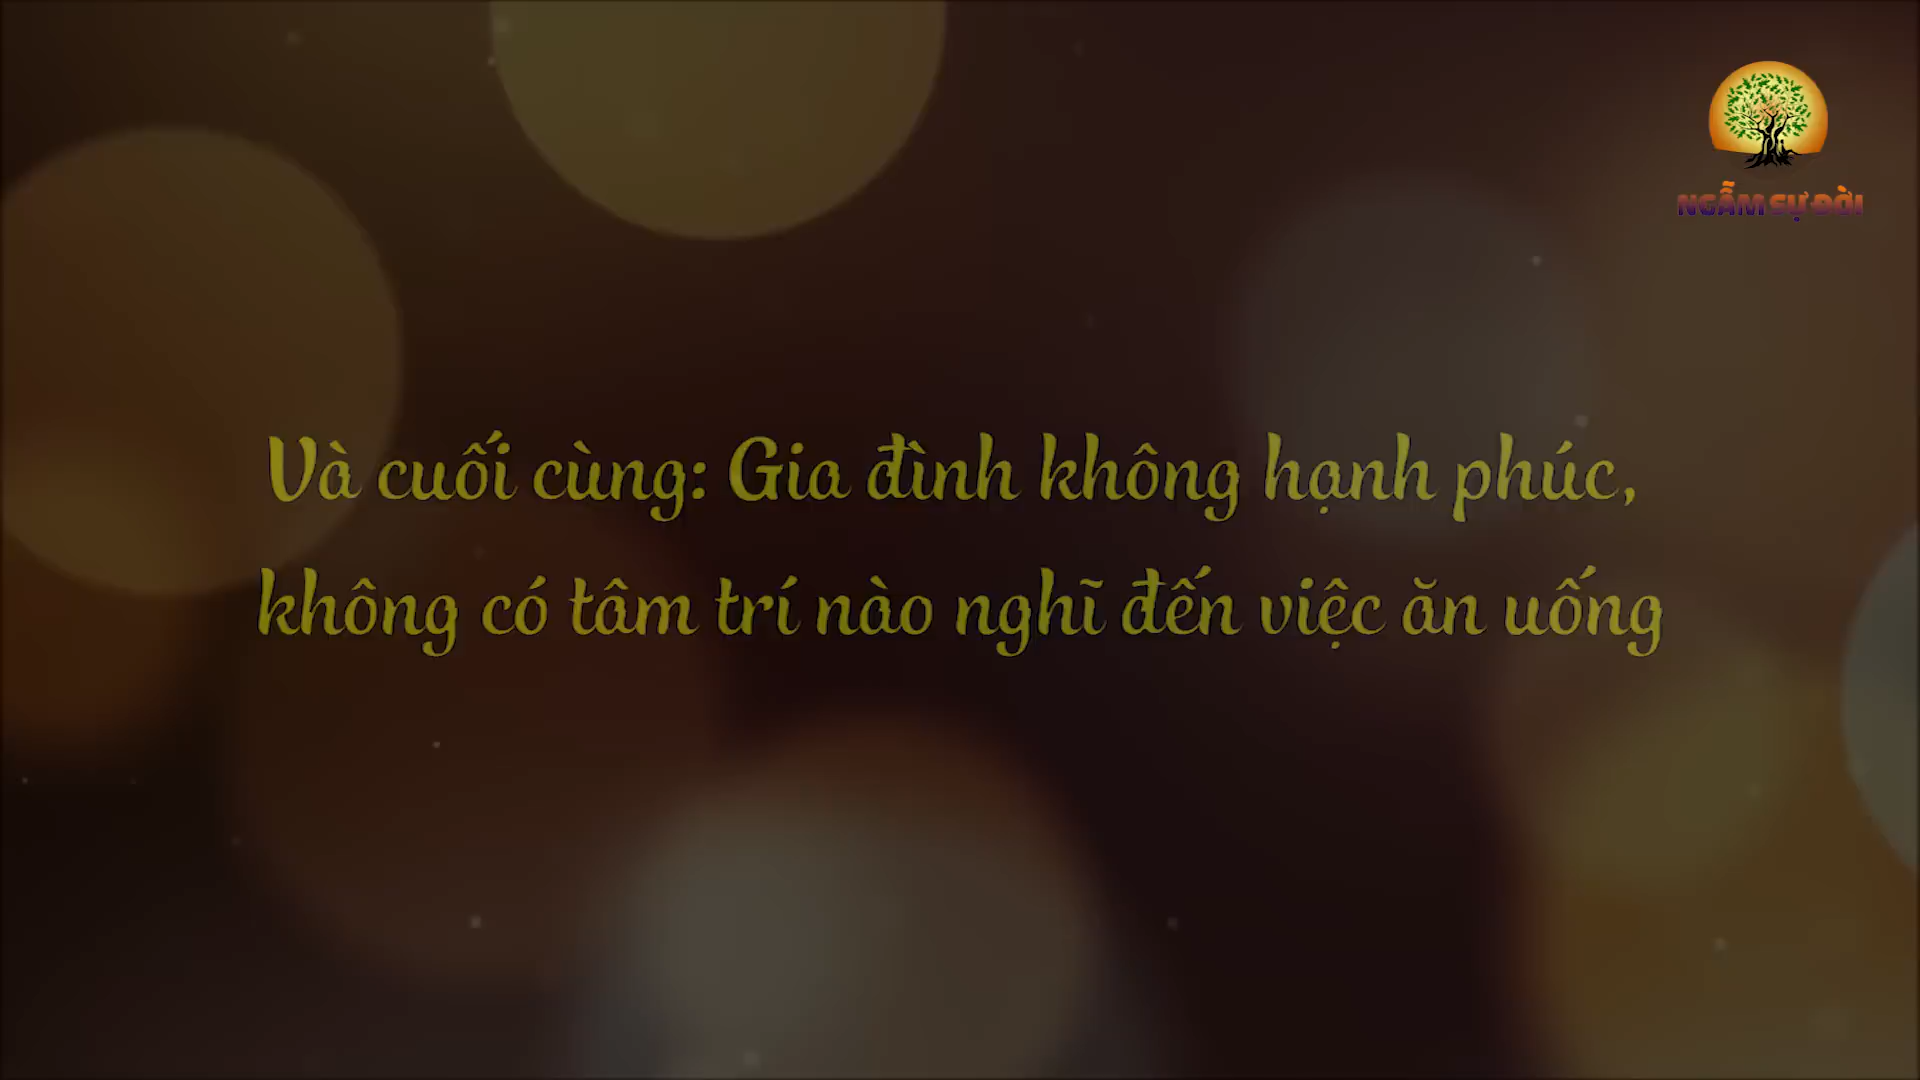 NGẪM SỰ ĐỜI
Và cuối cùng: Gia đình không hạnh phúc,
không có tâm trí nào nghĩ đến việc ăn uống